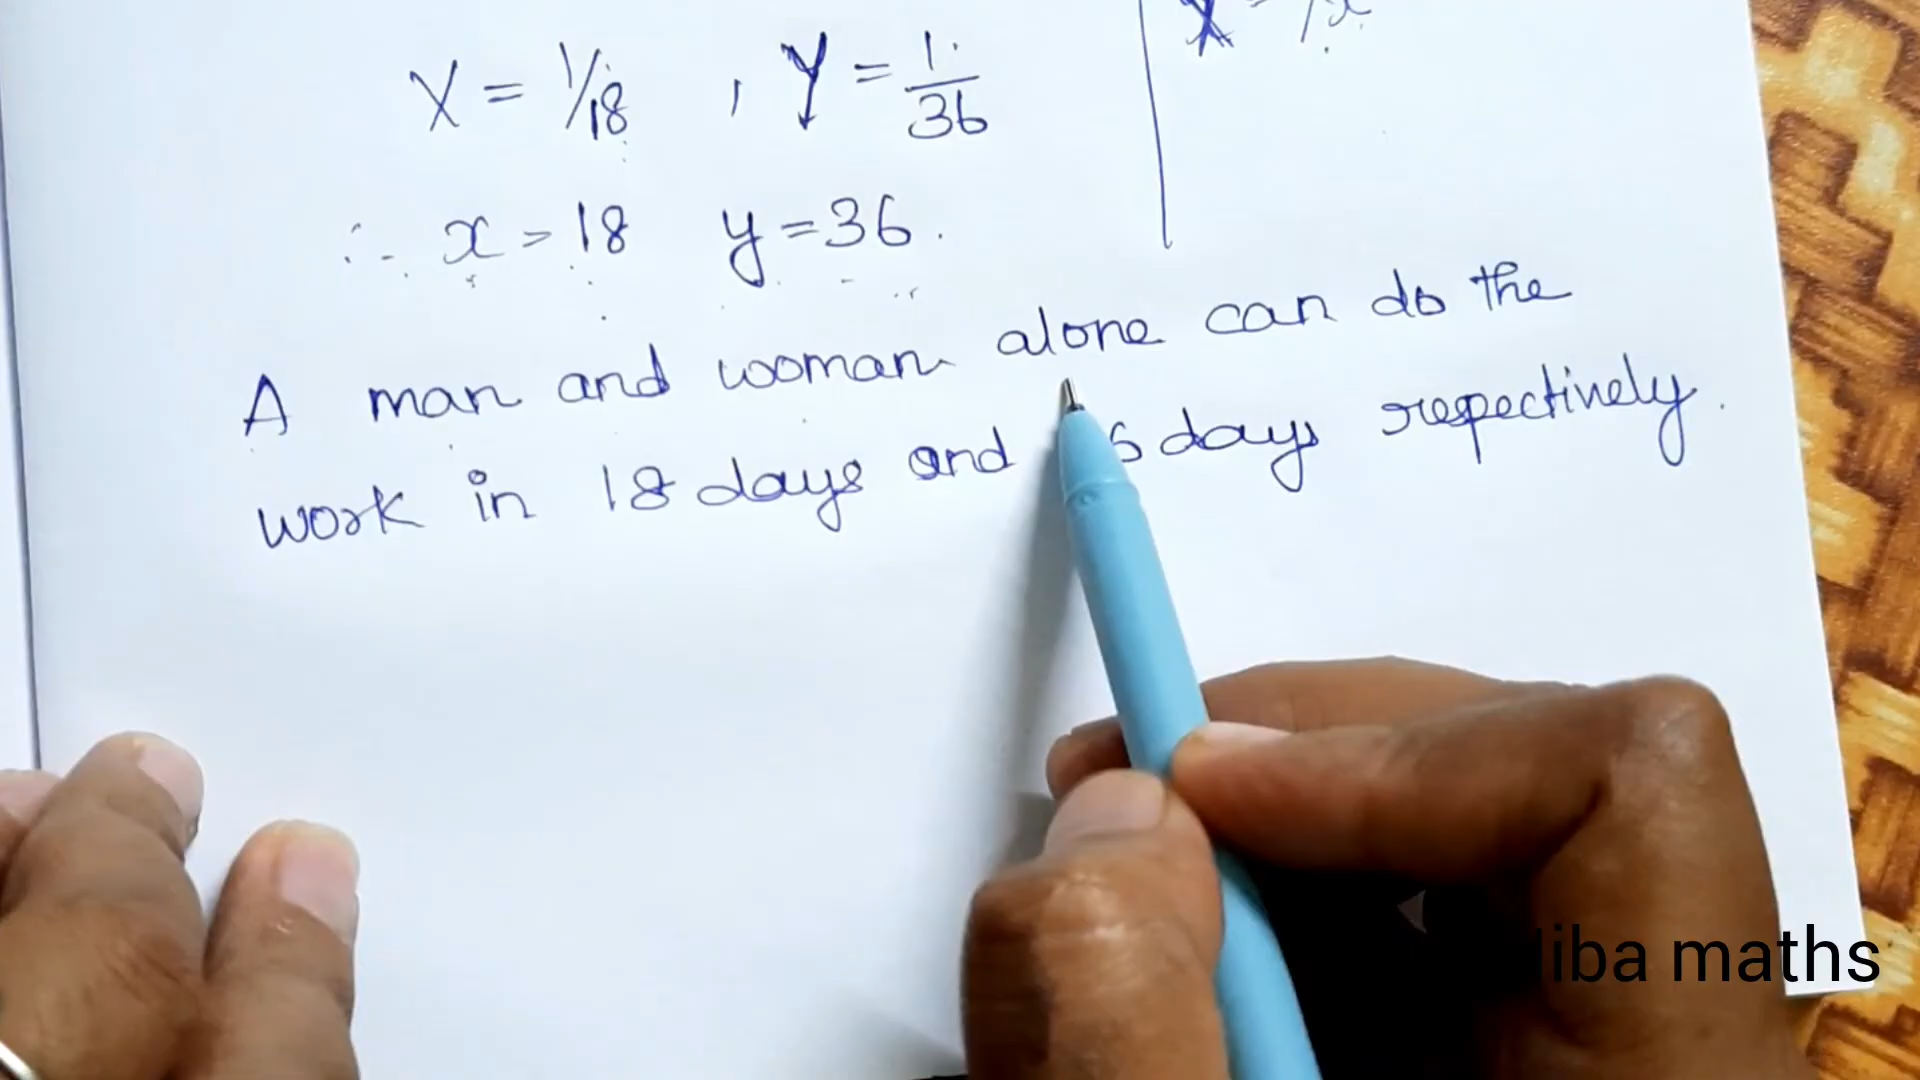 X = 1/18 , Y = 1/36
∴ x = 18 y = 36.
A man and woman alone can do the
work in 18 days and 6 days respectively.
iba maths